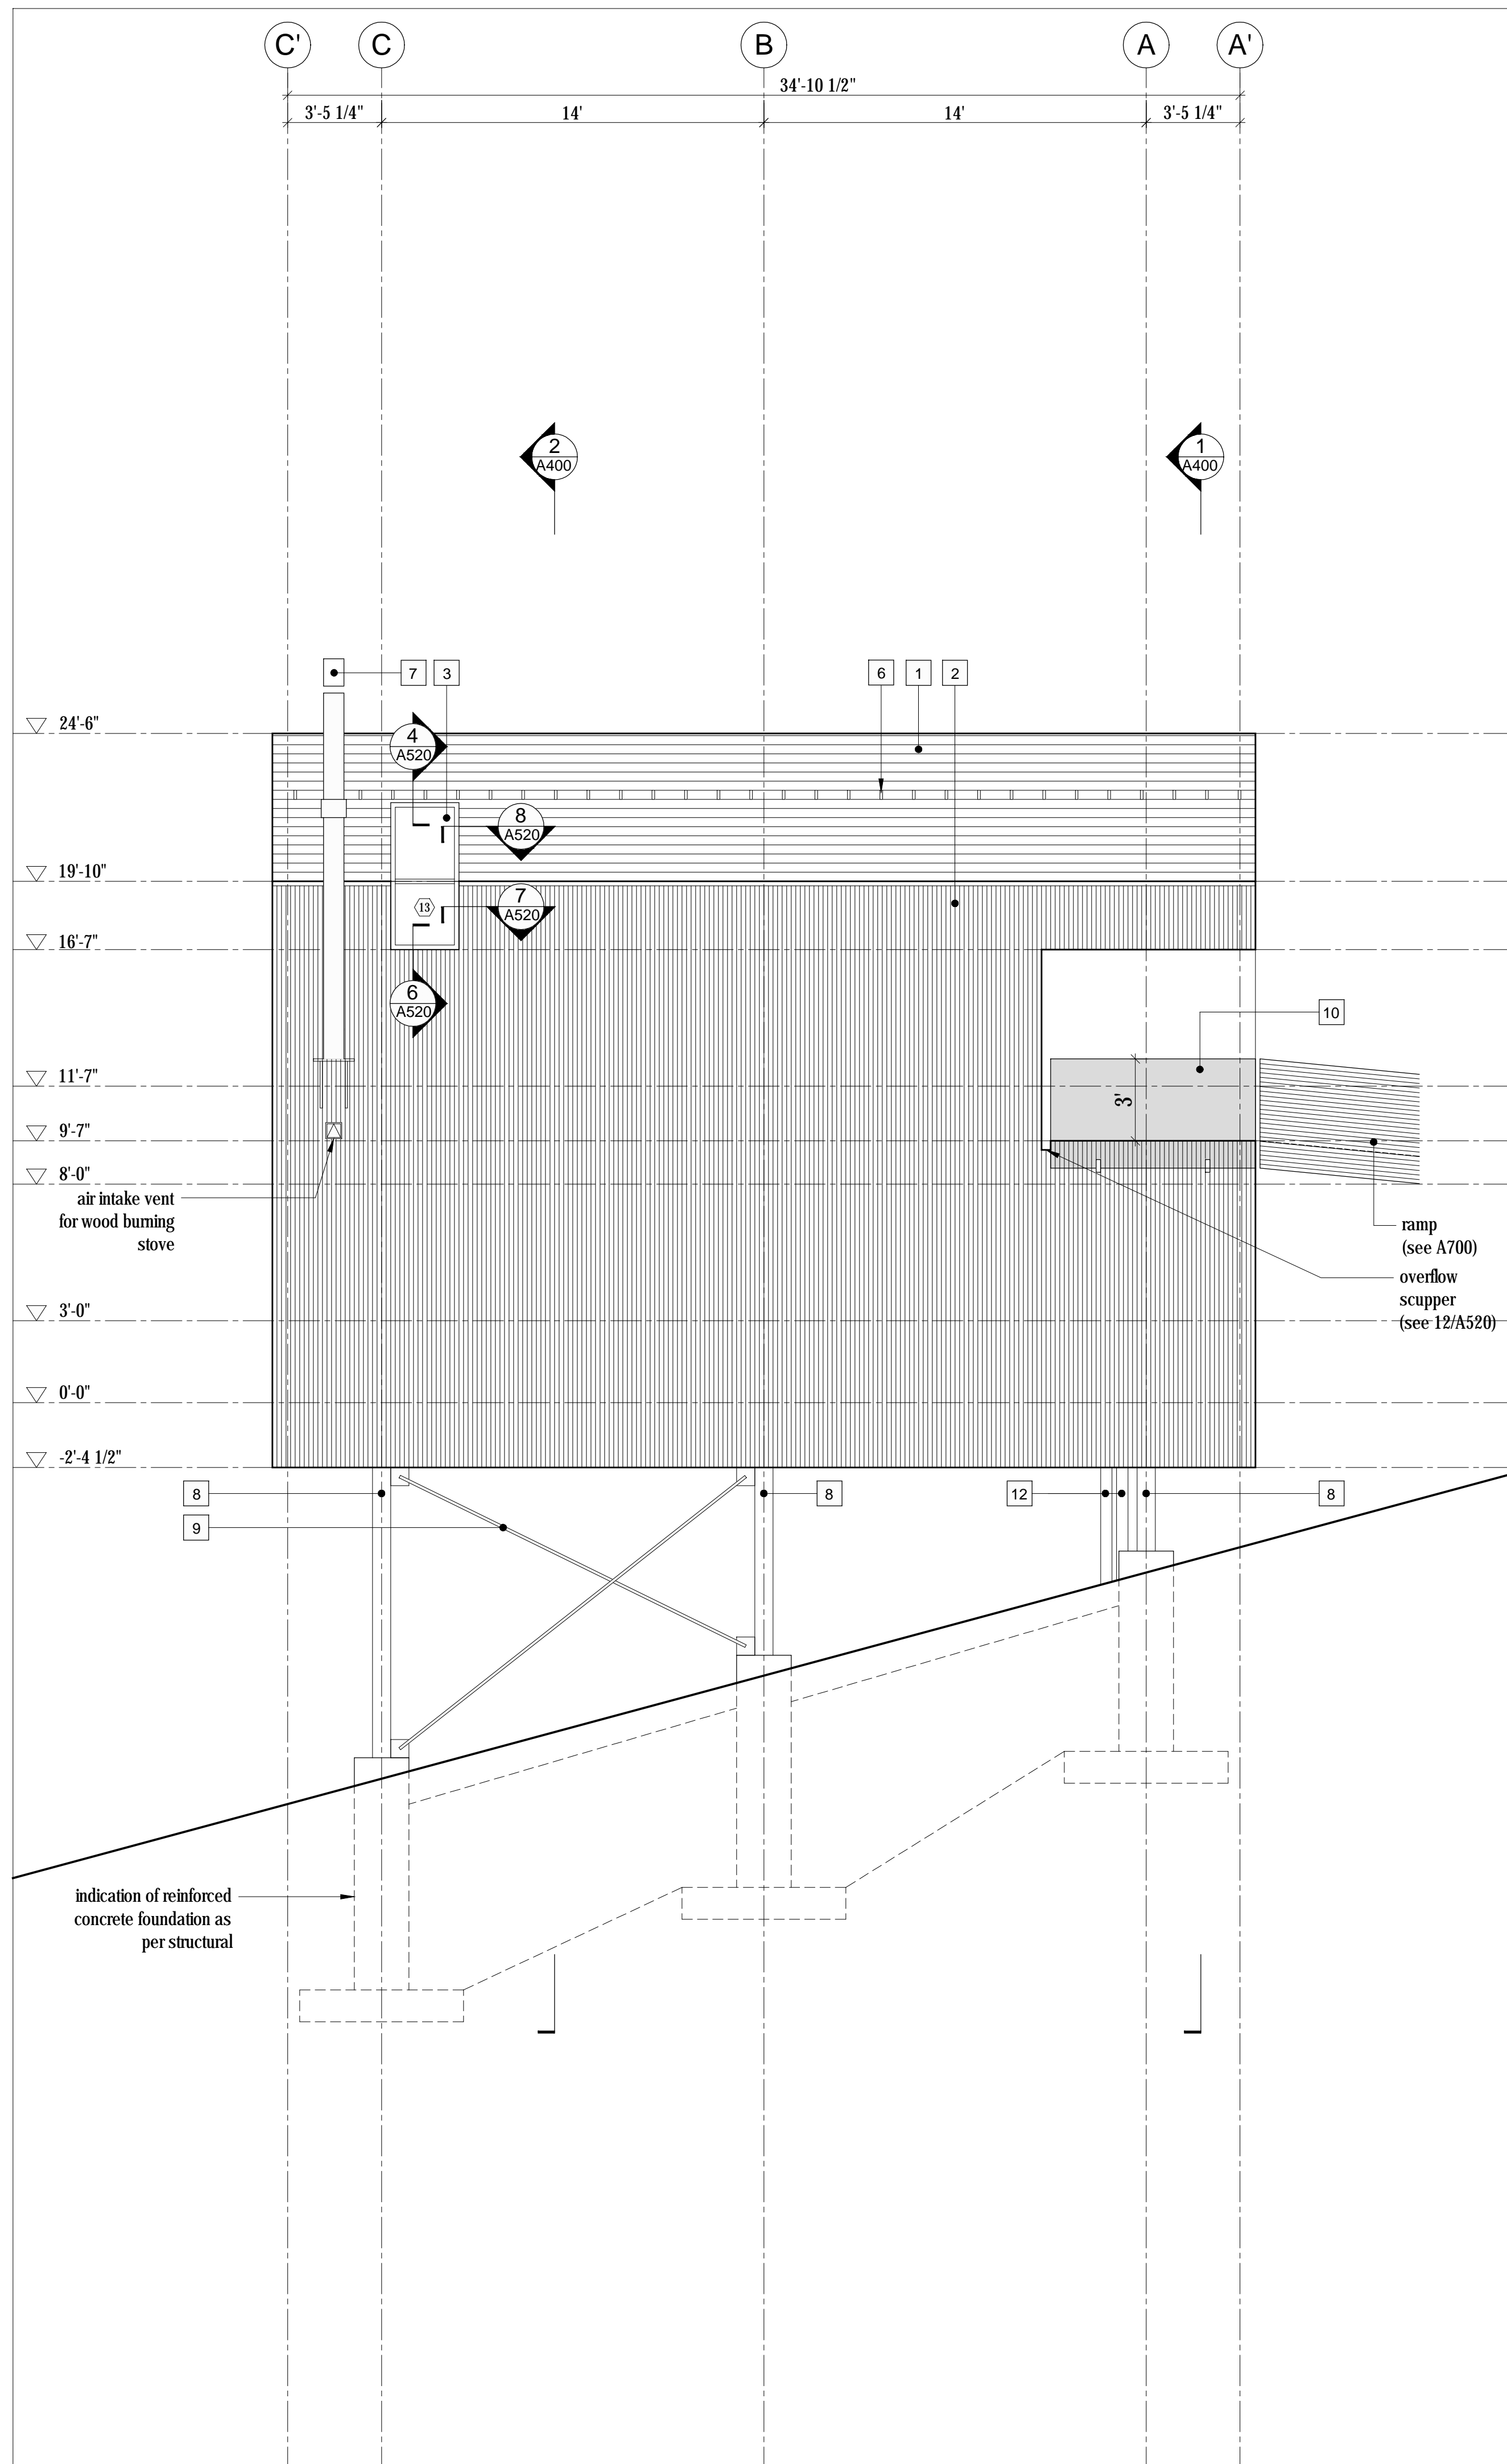 C'
C
B
A
A'
34'-10 1/2"
3'-5 1/4"
14'
14'
3'-5 1/4"
2
A400
1
A400
7
3
6
1
2
24'-6"
4
A520
8
A520
19'-10"
13
7
A520
16'-7"
6
A520
10
11'-7"
3'
9'-7"
8'-0"
air intake vent
for wood burning
stove
ramp
(see A700)
overflow
scupper
(see 12/A520)
3'-0"
0'-0"
-2'-4 1/2"
8
8
12
8
9
indication of reinforced
concrete foundation as
per structural